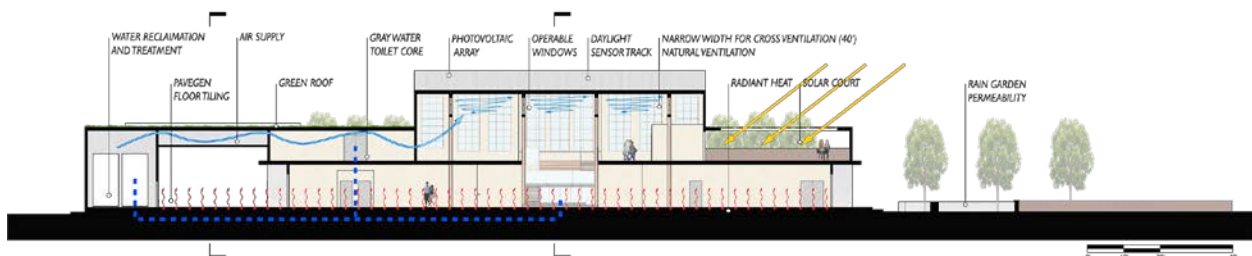 WATER RECLAIMATION
AND TREATMENT
AIR SUPPLY
GRAY WATER
TOILET CORE
PHOTOVOLTAIC
ARRAY
OPERABLE
WINDOWS
DAYLIGHT
SENSOR TRACK
NARROW WIDTH FOR CROSS VENTILATION (40')
NATURAL VENTILATION
PAVEGEN
FLOOR TILING
GREEN ROOF
RADIANT HEAT
SOLAR COURT
RAIN GARDEN
PERMEABILITY